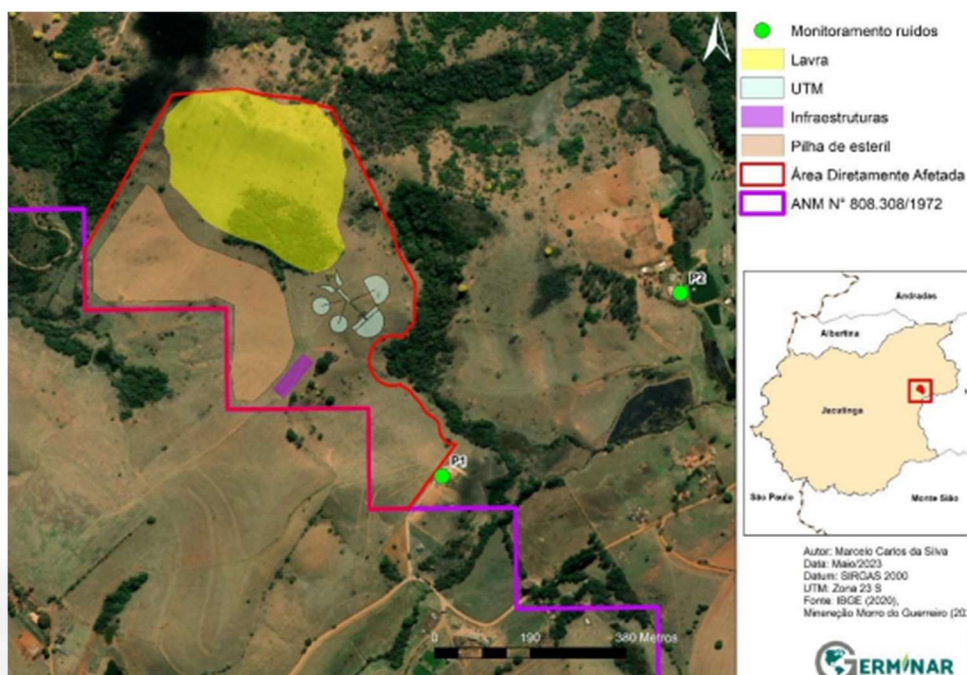 Monitoramento ruídos
Lavra
UTM
Infraestruturas
Pilha de esteril
Área Diretamente Afetada
ANM N° 808.308/1972
P2
P1
0 190 380 Metros
Andradas
Albertina
Jacutinga
São Paulo
Monte Sião
Autor: Marcelo Carlos da Silva
Data: Maio/2023
Datum: SIRGAS 2000
UTM: Zona 23 S
Fonte: IBGE (2020),
Mineração Morro do Guerreiro (202
GERMINAR